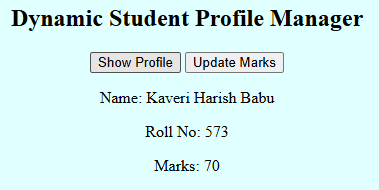 Dynamic Student Profile Manager
Show Profile Update Marks
Name: Kaveri Harish Babu
Roll No: 573
Marks: 70